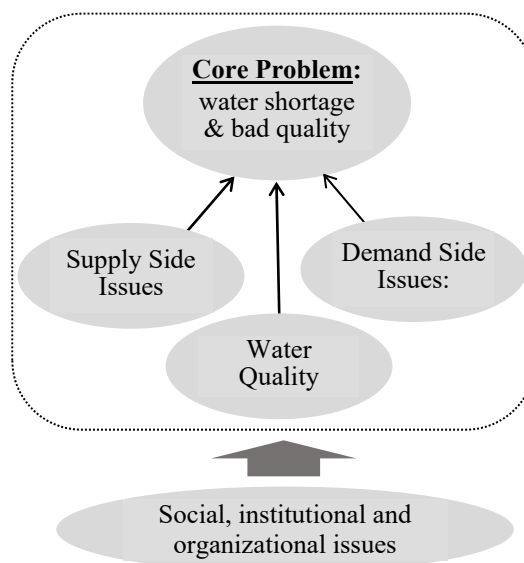 Core Problem:
water shortage
& bad quality
Supply Side
Issues
Demand Side
Issues:
Water
Quality
Social, institutional and
organizational issues